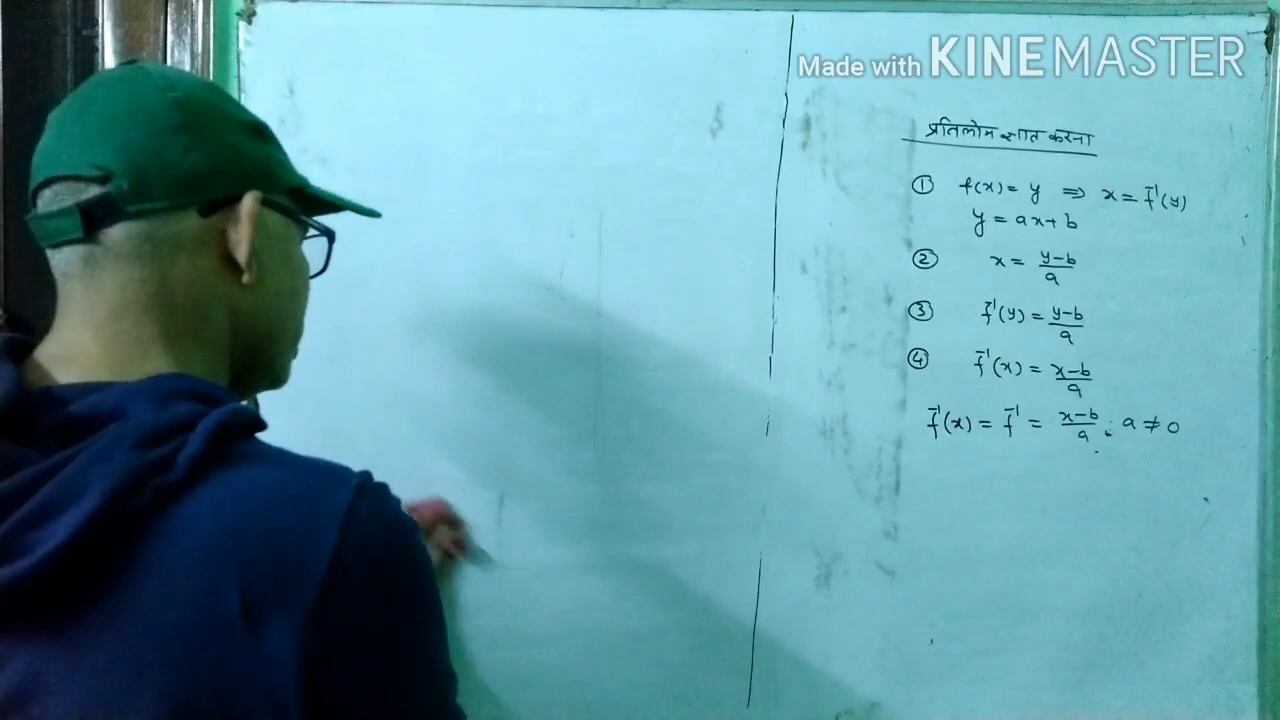 Made with KINEMASTER
प्रतिलोम ज्ञात करना
① f(x) = y ⇒ x = f⁻¹(y)
y = ax+b
② x = (y-b)/a
③ f⁻¹(y) = (y-b)/a
④ f⁻¹(x) = (x-b)/a
f⁻¹(x) = f⁻¹ = (x-b)/a ; a ≠ 0